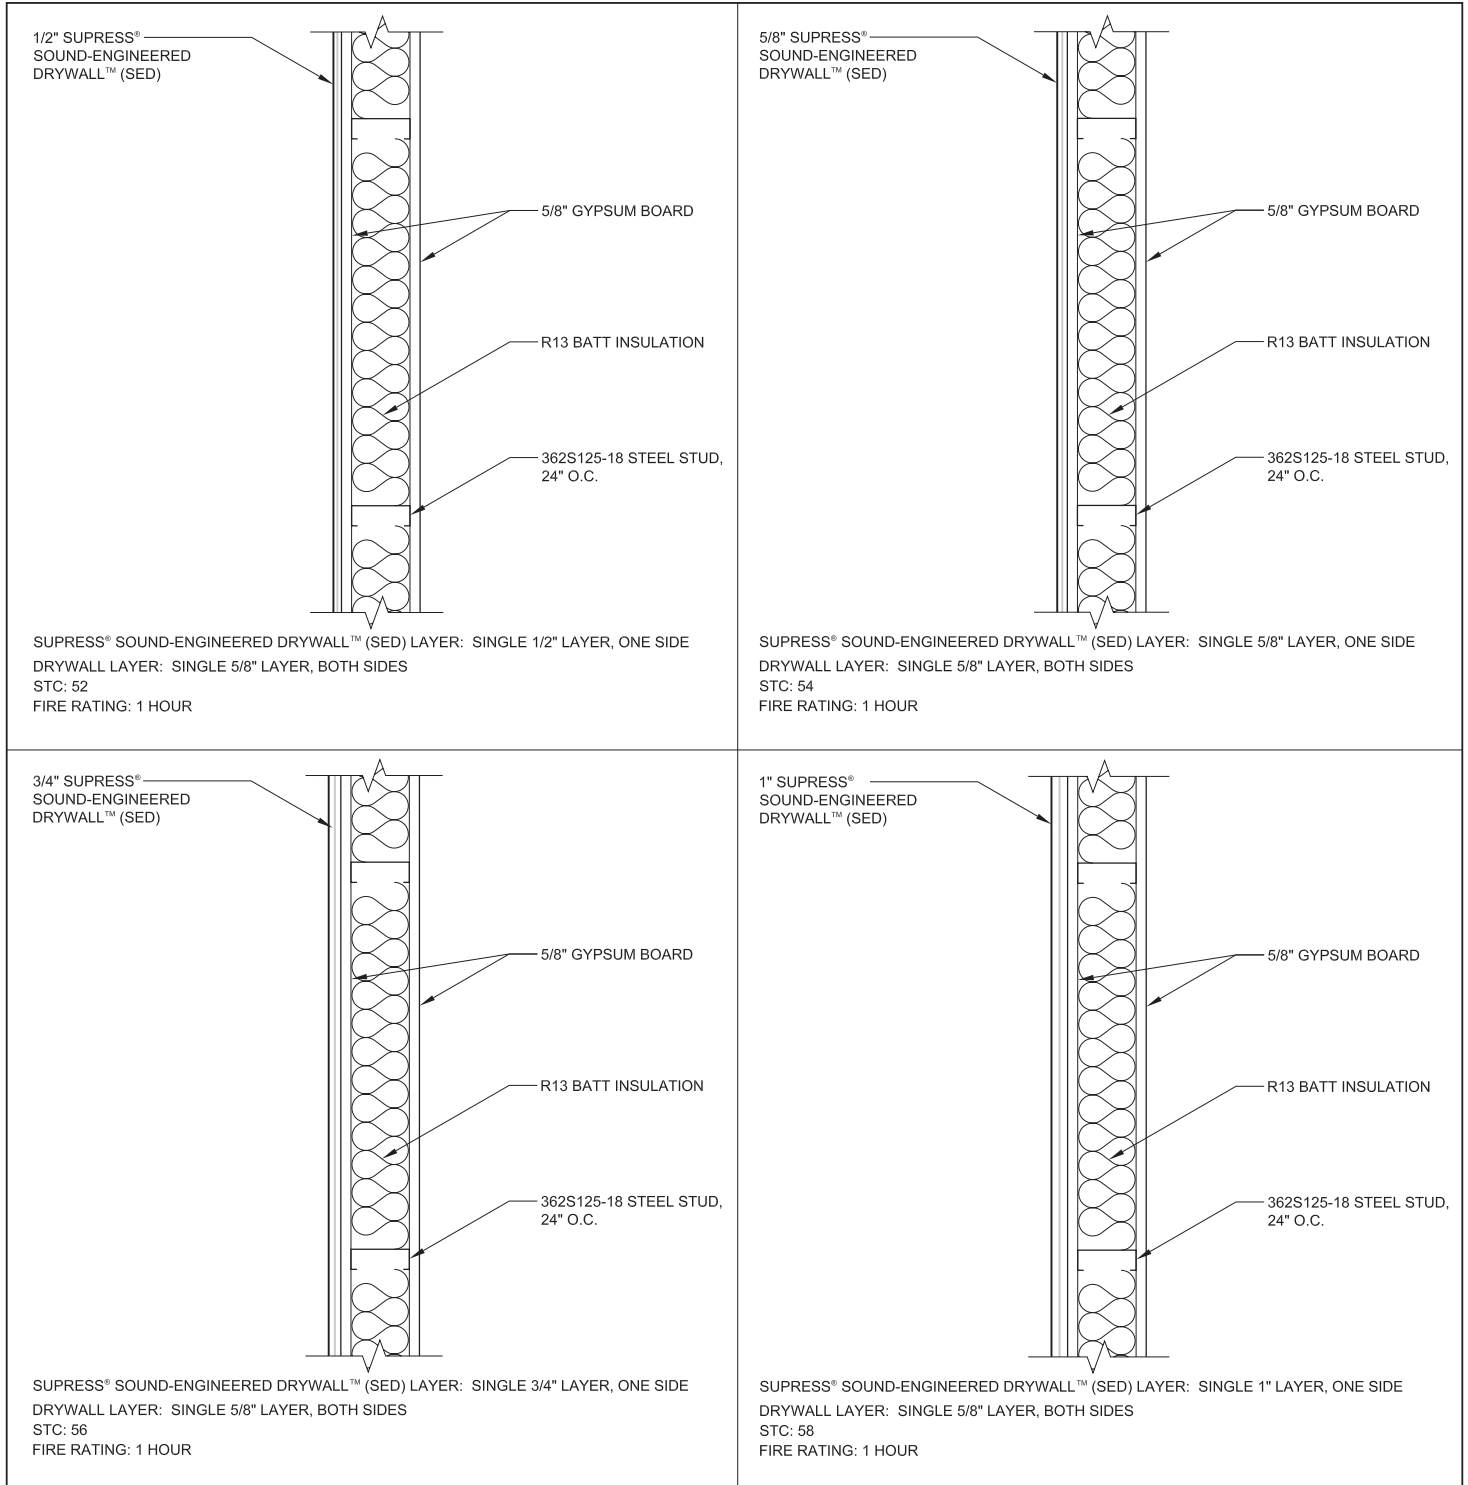 1/2" SUPRESS®
SOUND-ENGINEERED
DRYWALL™ (SED)
5/8" GYPSUM BOARD
R13 BATT INSULATION
362S125-18 STEEL STUD,
24" O.C.
SUPRESS® SOUND-ENGINEERED DRYWALL™ (SED) LAYER: SINGLE 1/2" LAYER, ONE SIDE
DRYWALL LAYER: SINGLE 5/8" LAYER, BOTH SIDES
STC: 52
FIRE RATING: 1 HOUR
5/8" SUPRESS®
SOUND-ENGINEERED
DRYWALL™ (SED)
5/8" GYPSUM BOARD
R13 BATT INSULATION
362S125-18 STEEL STUD,
24" O.C.
SUPRESS® SOUND-ENGINEERED DRYWALL™ (SED) LAYER: SINGLE 5/8" LAYER, ONE SIDE
DRYWALL LAYER: SINGLE 5/8" LAYER, BOTH SIDES
STC: 54
FIRE RATING: 1 HOUR
3/4" SUPRESS®
SOUND-ENGINEERED
DRYWALL™ (SED)
5/8" GYPSUM BOARD
R13 BATT INSULATION
362S125-18 STEEL STUD,
24" O.C.
SUPRESS® SOUND-ENGINEERED DRYWALL™ (SED) LAYER: SINGLE 3/4" LAYER, ONE SIDE
DRYWALL LAYER: SINGLE 5/8" LAYER, BOTH SIDES
STC: 56
FIRE RATING: 1 HOUR
1" SUPRESS®
SOUND-ENGINEERED
DRYWALL™ (SED)
5/8" GYPSUM BOARD
R13 BATT INSULATION
362S125-18 STEEL STUD,
24" O.C.
SUPRESS® SOUND-ENGINEERED DRYWALL™ (SED) LAYER: SINGLE 1" LAYER, ONE SIDE
DRYWALL LAYER: SINGLE 5/8" LAYER, BOTH SIDES
STC: 58
FIRE RATING: 1 HOUR